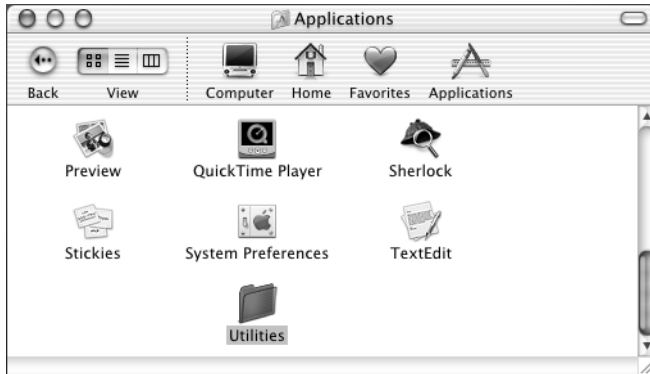 Applications
Back View Computer Home Favorites Applications
Preview QuickTime Player Sherlock
Stickies System Preferences TextEdit
Utilities